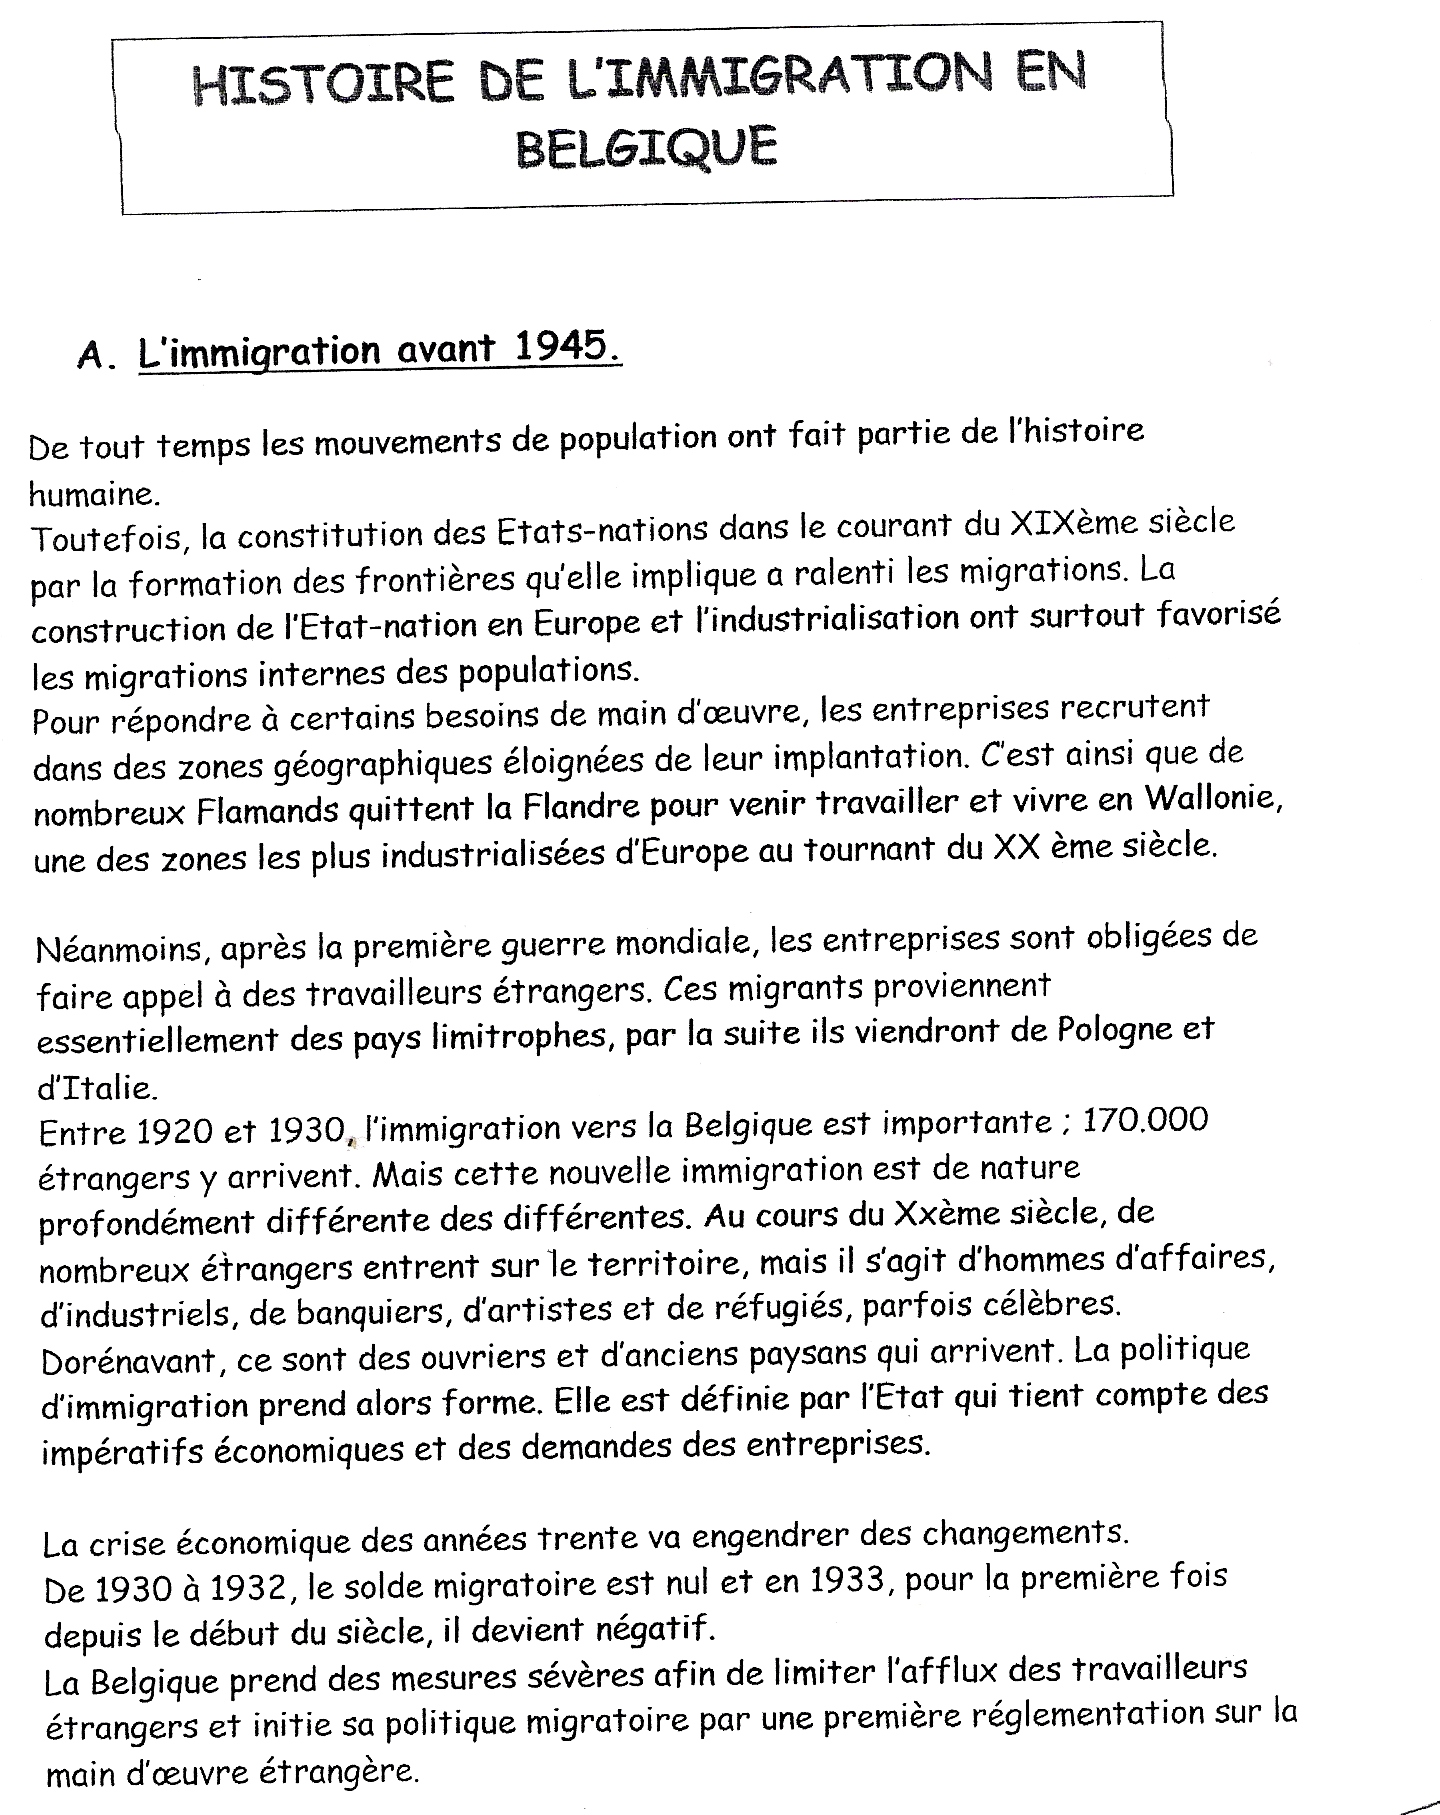 HISTOIRE DE L'IMMIGRATION EN
BELGIQUE
A. L'immigration avant 1945.
De tout temps les mouvements de population ont fait partie de l'histoire
humaine.
Toutefois, la constitution des Etats-nations dans le courant du XIXème siècle
par la formation des frontières qu'elle implique a ralenti les migrations. La
construction de l'Etat-nation en Europe et l'industrialisation ont surtout favorisé
les migrations internes des populations.
Pour répondre à certains besoins de main d'œuvre, les entreprises recrutent
dans des zones géographiques éloignées de leur implantation. C'est ainsi que de
nombreux Flamands quittent la Flandre pour venir travailler et vivre en Wallonie,
une des zones les plus industrialisées d'Europe au tournant du XX ème siècle.
Néanmoins, après la première guerre mondiale, les entreprises sont obligées de
faire appel à des travailleurs étrangers. Ces migrants proviennent
essentiellement des pays limitrophes, par la suite ils viendront de Pologne et
d'Italie.
Entre 1920 et 1930, l'immigration vers la Belgique est importante ; 170.000
étrangers y arrivent. Mais cette nouvelle immigration est de nature
profondément différente des différentes. Au cours du Xxème siècle, de
nombreux étrangers entrent sur le territoire, mais il s'agit d'hommes d'affaires,
d'industriels, de banquiers, d'artistes et de réfugiés, parfois célèbres.
Dorénavant, ce sont des ouvriers et d'anciens paysans qui arrivent. La politique
d'immigration prend alors forme. Elle est définie par l'Etat qui tient compte des
impératifs économiques et des demandes des entreprises.
La crise économique des années trente va engendrer des changements.
De 1930 à 1932, le solde migratoire est nul et en 1933, pour la première fois
depuis le début du siècle, il devient négatif.
La Belgique prend des mesures sévères afin de limiter l'afflux des travailleurs
étrangers et initie sa politique migratoire par une première réglementation sur la
main d'œuvre étrangère.